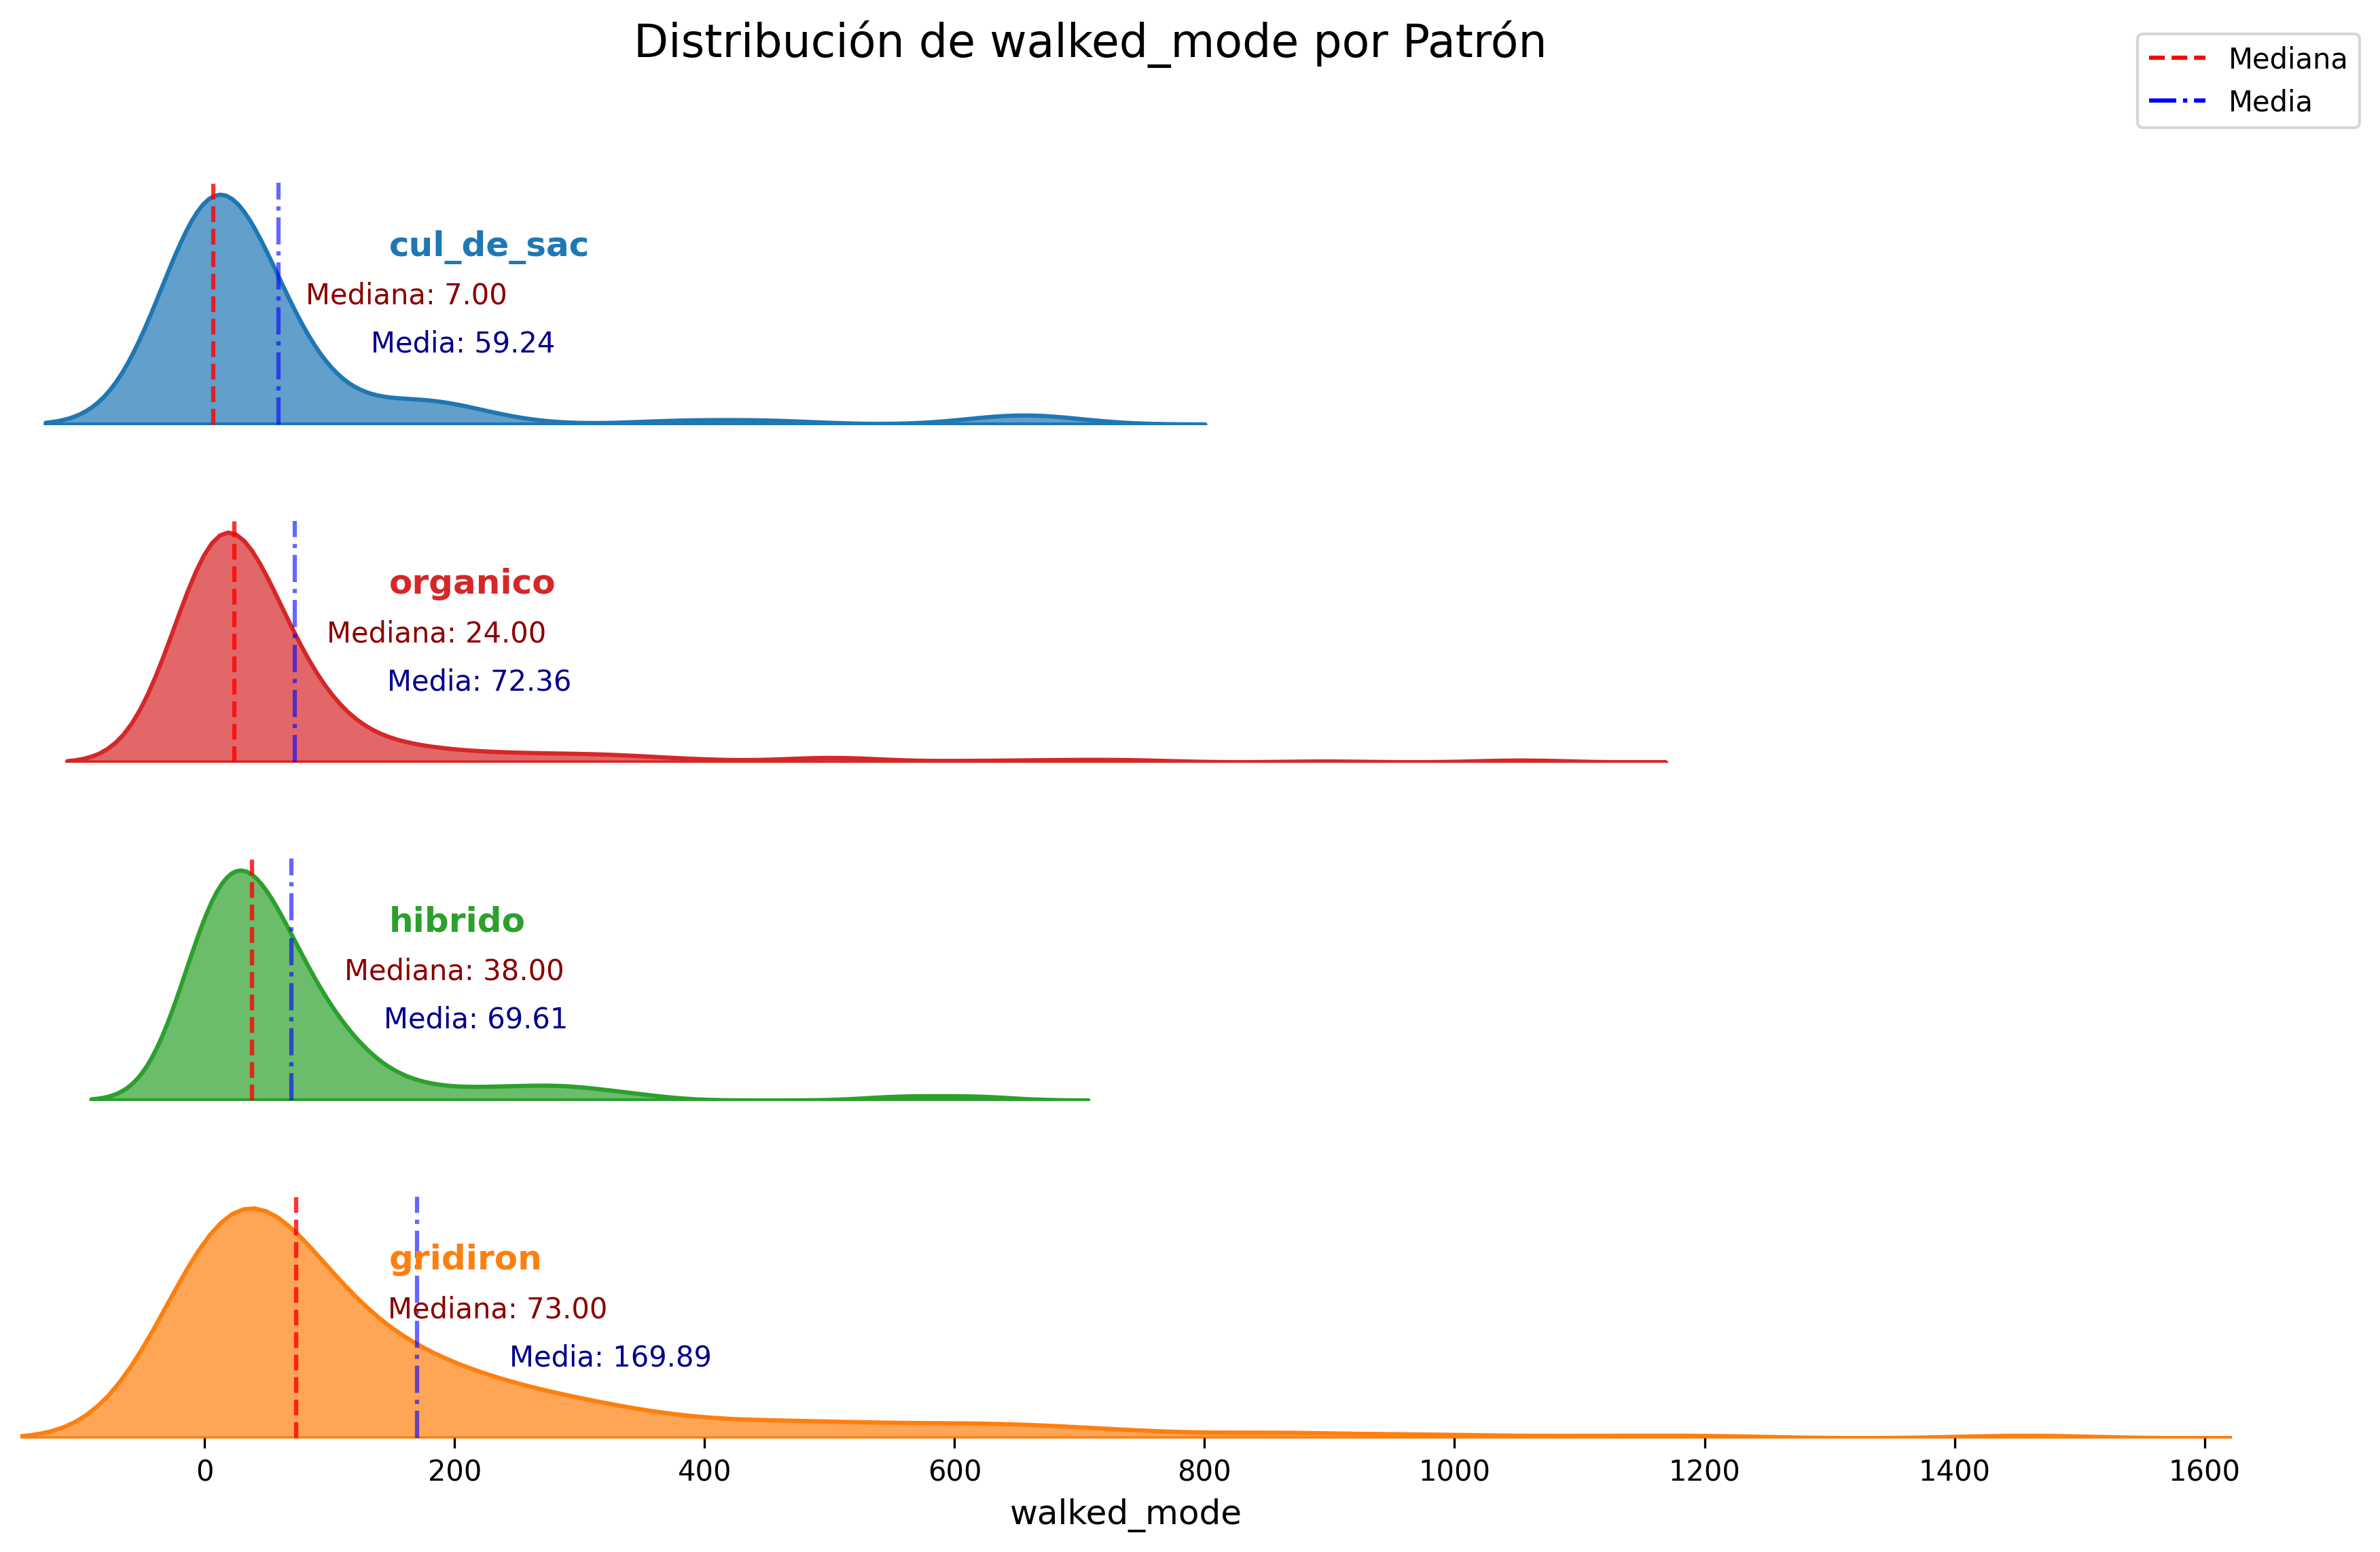 Distribución de walked_mode por Patrón
Mediana
Media
cul_de_sac
Mediana: 7.00
Media: 59.24
organico
Mediana: 24.00
Media: 72.36
hibrido
Mediana: 38.00
Media: 69.61
gridiron
Mediana: 73.00
Media: 169.89
0 200 400 600 800 1000 1200 1400 1600
walked_mode